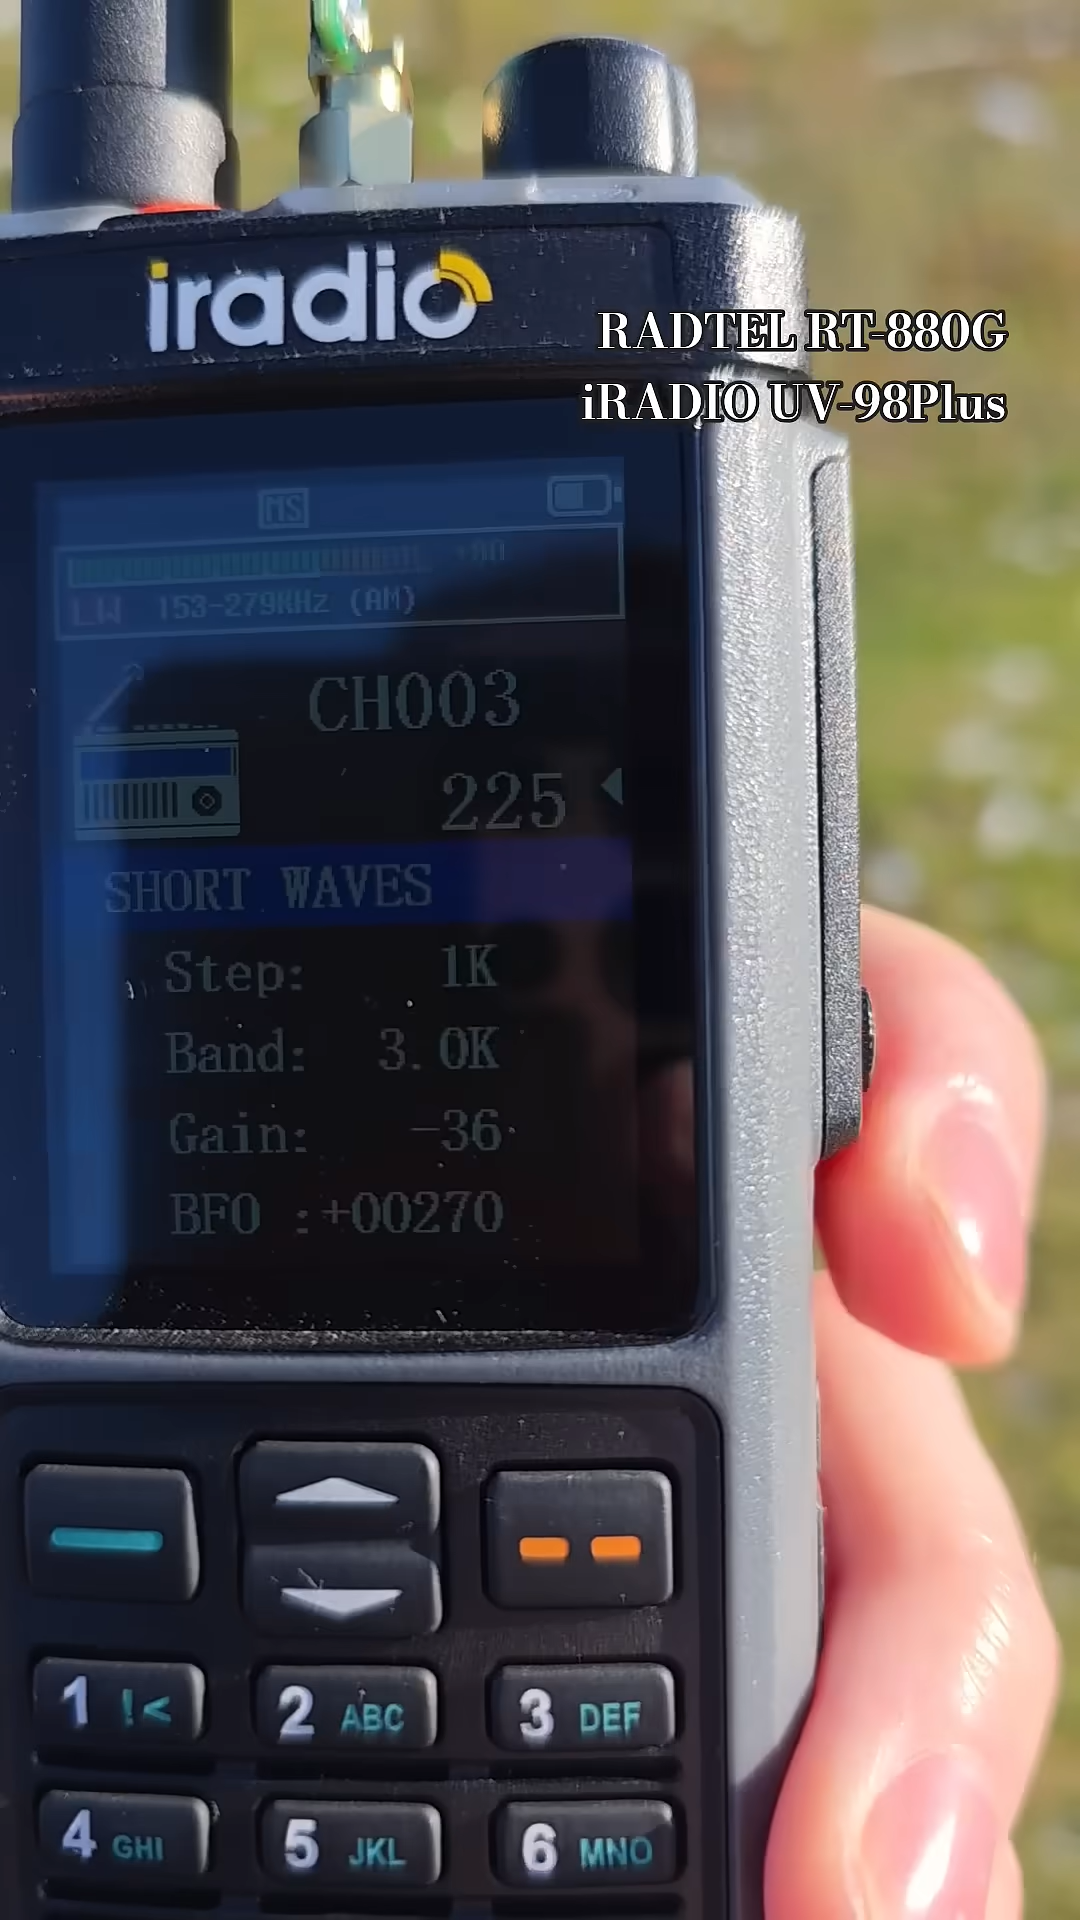 iradio
RADTEL RT-880G
iRADIO UV-98Plus
MS
+80
LW 153-279KHz (AM)
CH003
225
SHORT WAVES
Step: 1K
Band: 3.0K
Gain: -36
BFO :+00270
1 !< 2 ABC 3 DEF
4 GHI 5 JKL 6 MNO